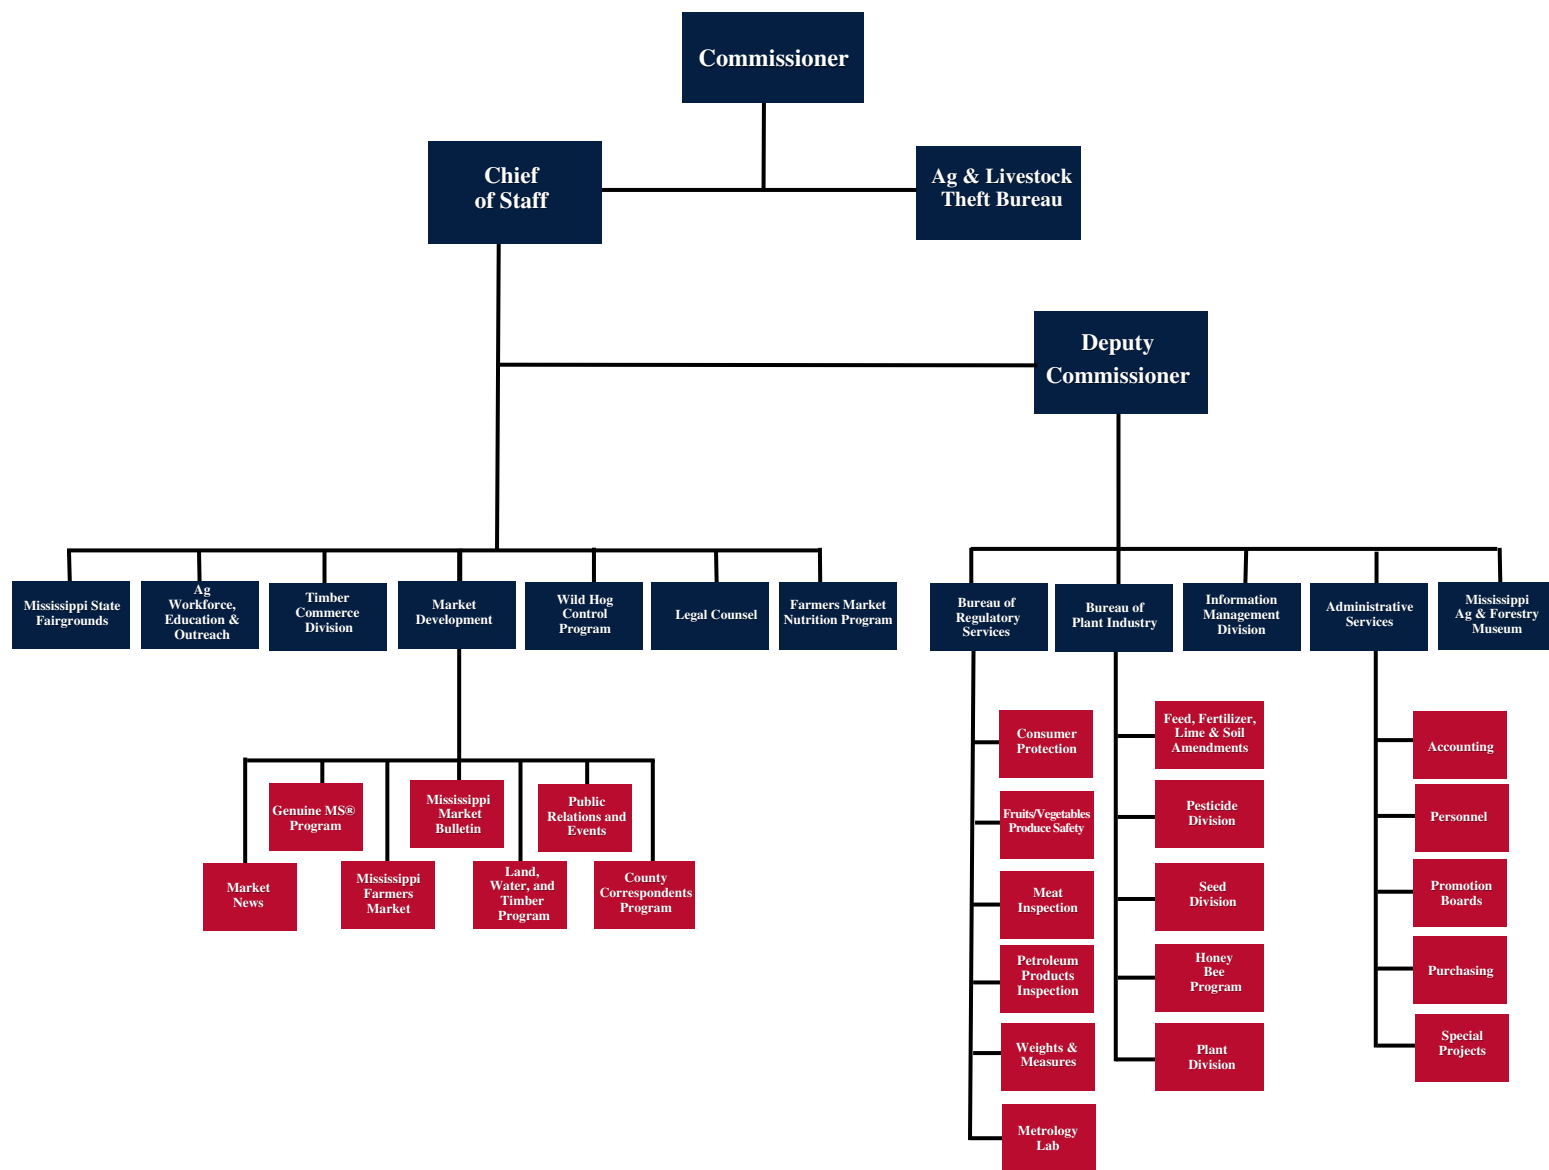 Commissioner
Chief
of Staff
Ag & Livestock
Theft Bureau
Deputy
Commissioner
Mississippi State
Fairgrounds
Ag
Workforce,
Education &
Outreach
Timber
Commerce
Division
Market
Development
Wild Hog
Control
Program
Legal Counsel
Farmers Market
Nutrition Program
Bureau of
Regulatory
Services
Bureau of
Plant Industry
Information
Management
Division
Administrative
Services
Mississippi
Ag & Forestry
Museum
Genuine MS®
Program
Mississippi
Market
Bulletin
Public
Relations and
Events
Market
News
Mississippi
Farmers
Market
Land,
Water, and
Timber
Program
County
Correspondents
Program
Consumer
Protection
Fruits/Vegetables
Produce Safety
Meat
Inspection
Petroleum
Products
Inspection
Weights &
Measures
Metrology
Lab
Feed, Fertilizer,
Lime & Soil
Amendments
Pesticide
Division
Seed
Division
Honey
Bee
Program
Plant
Division
Accounting
Personnel
Promotion
Boards
Purchasing
Special
Projects